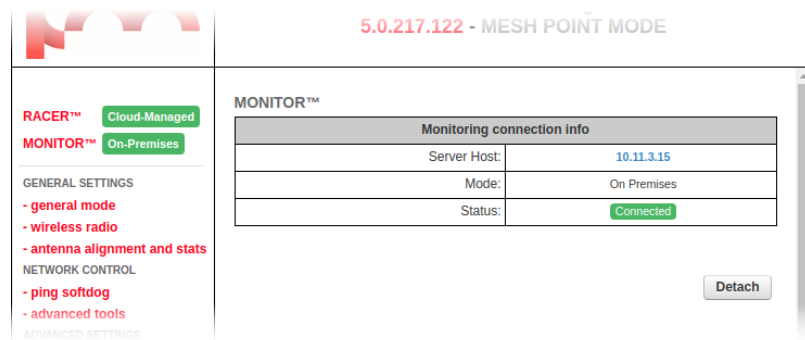 5.0.217.122 - MESH POINT MODE
RACER™ Cloud-Managed
MONITOR™ On-Premises
GENERAL SETTINGS
- general mode
- wireless radio
- antenna alignment and stats
NETWORK CONTROL
- ping softdog
- advanced tools
ADVANCED SETTINGS
MONITOR™
Monitoring connection info
Server Host: 10.11.3.15
Mode: On Premises
Status: Connected
Detach